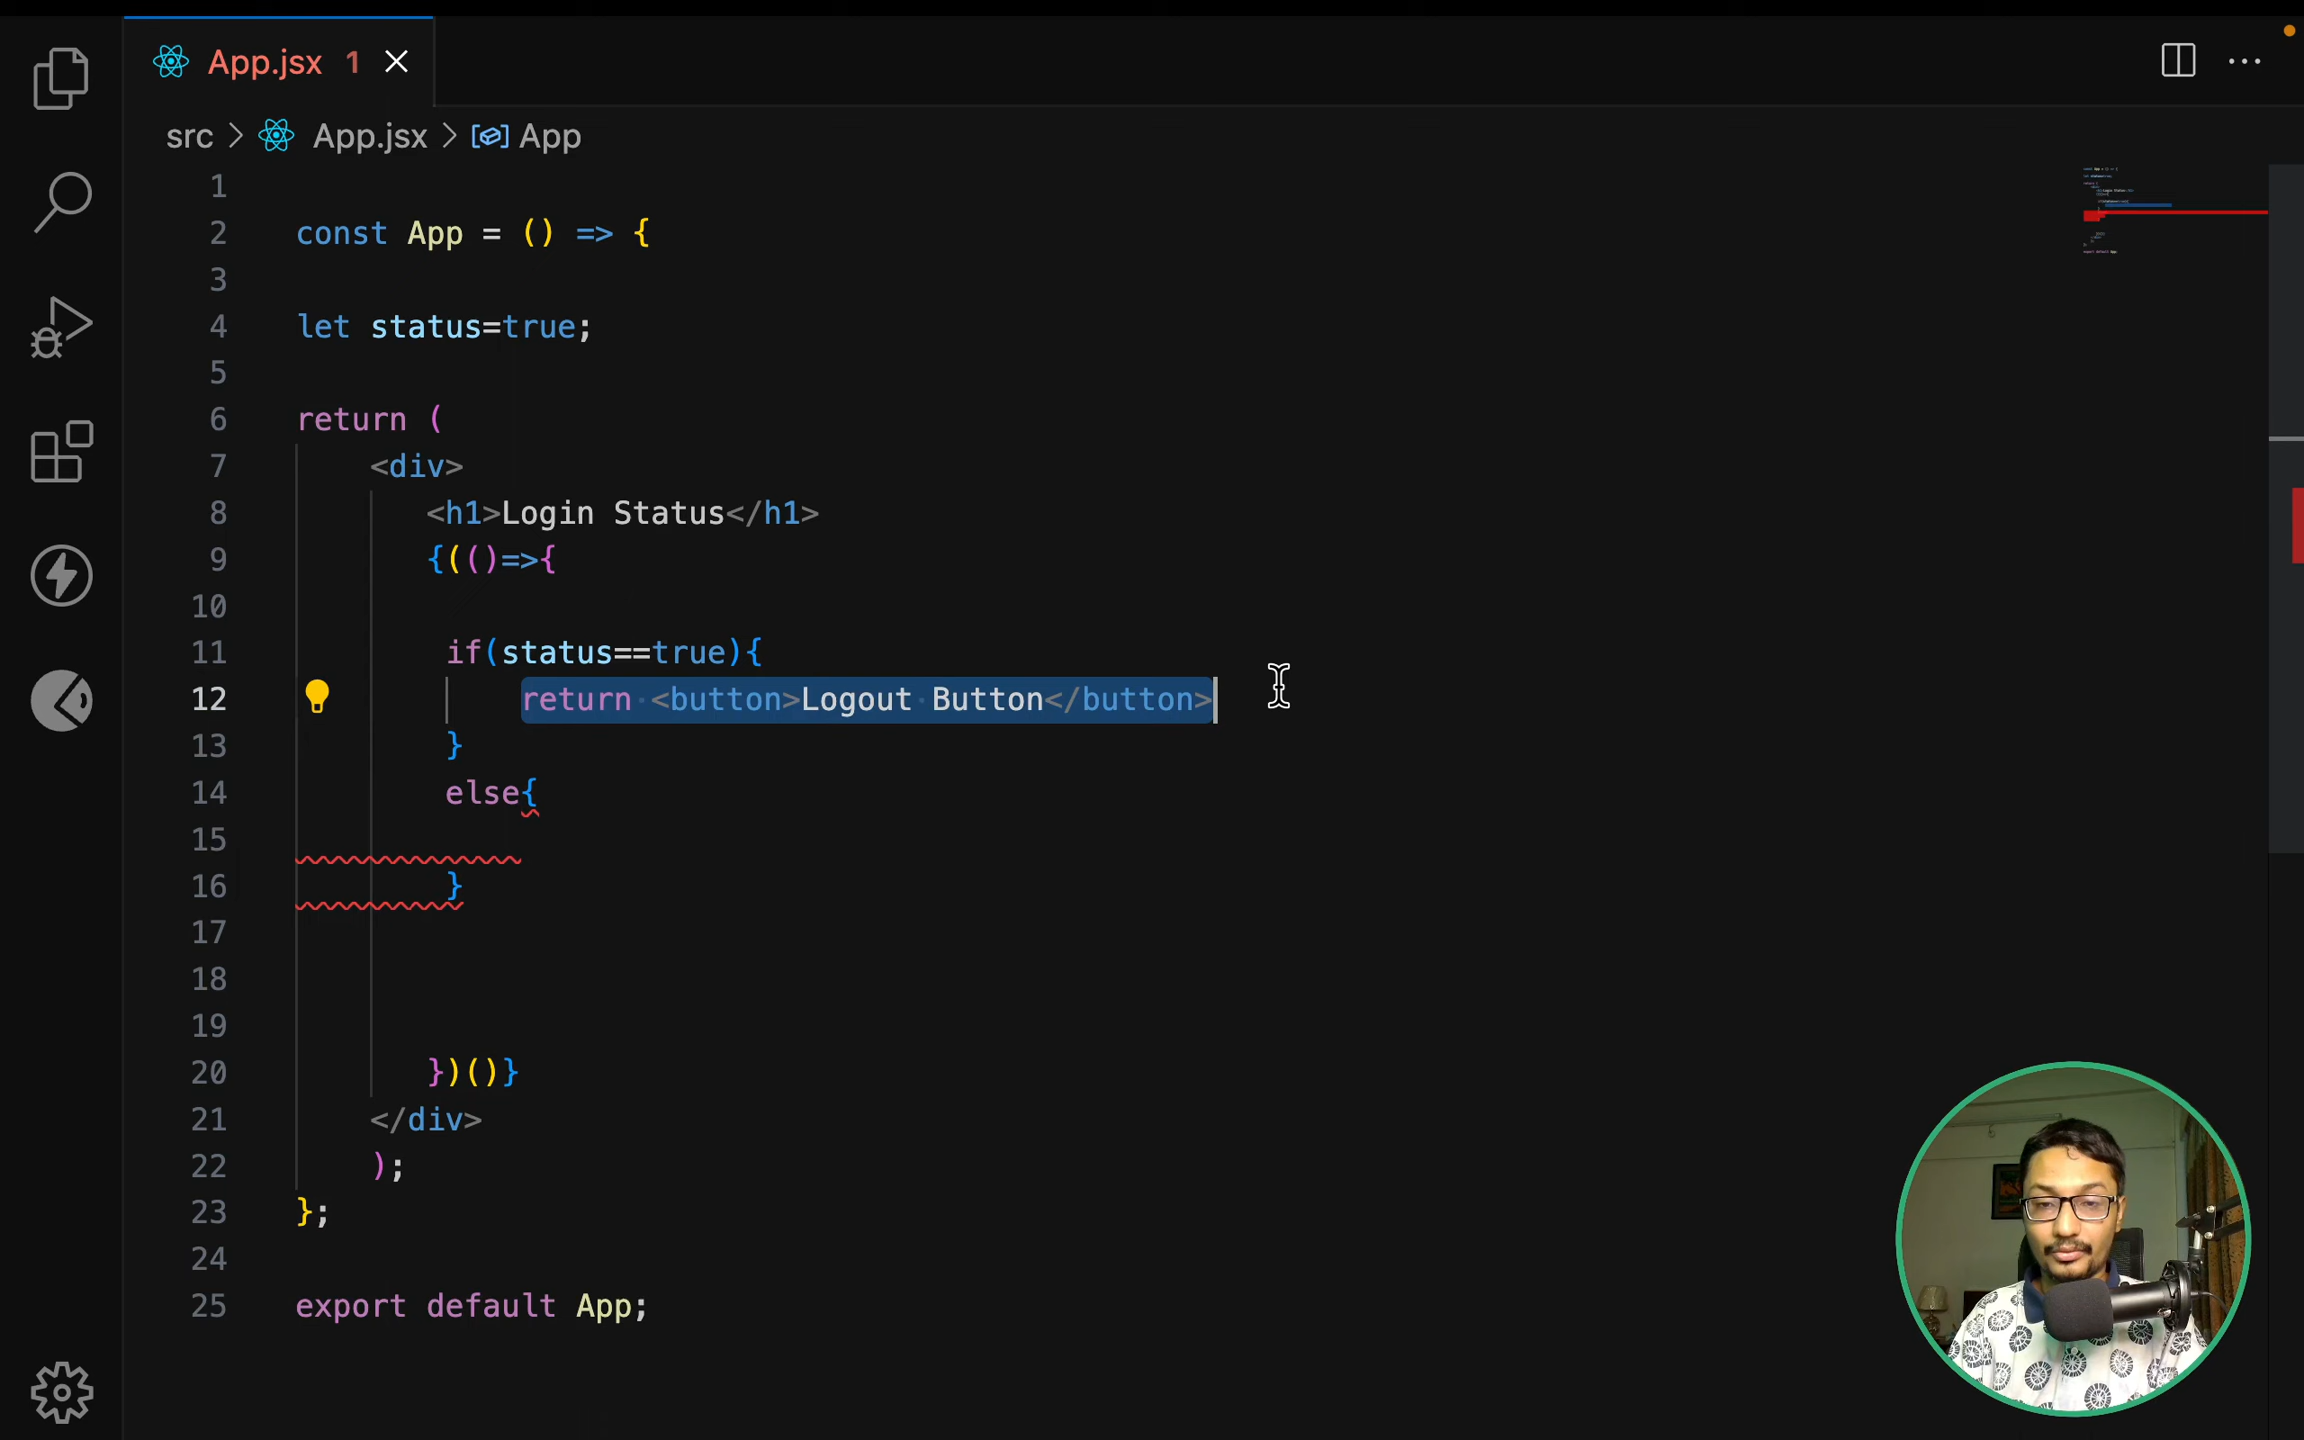 App.jsx 1
src > App.jsx > App
1
2 const App = () => {
3
4 let status=true;
5
6 return (
7 <div>
8 <h1>Login Status</h1>
9 {(()=>{
10
11 if(status==true){
12 return <button>Logout Button</button>
13 }
14 else{
15
16 }
17
18
19
20 })()}
21 </div>
22 );
23 };
24
25 export default App;